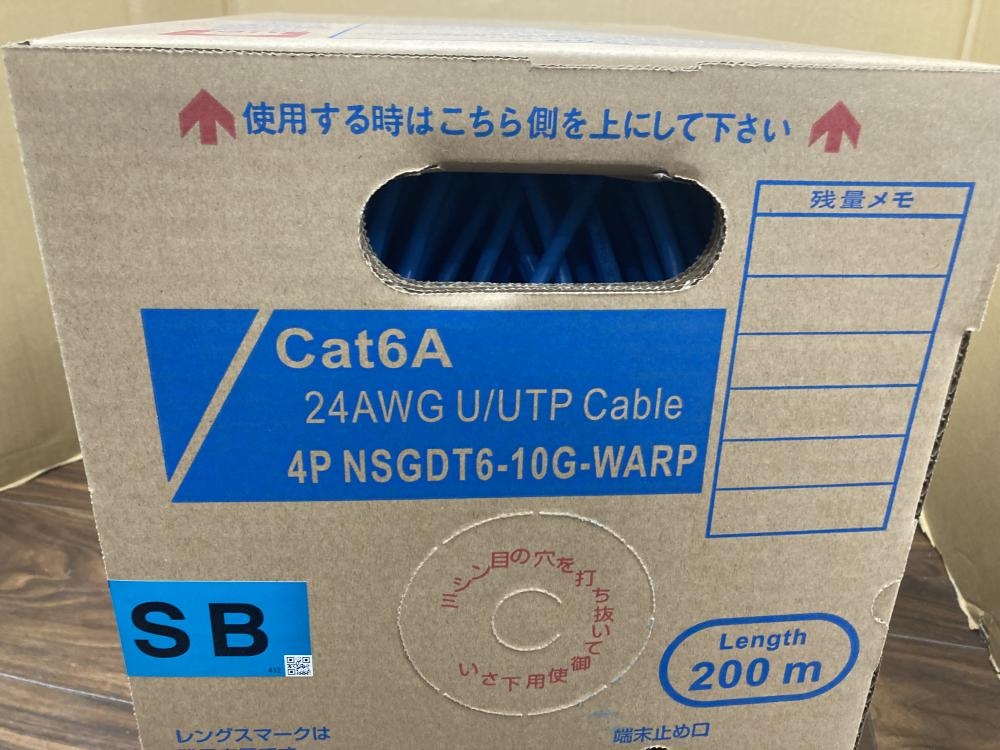 使用する時はこちら側を上にして下さい
残量メモ
Cat6A
24AWG U/UTP Cable
4P NSGDT6-10G-WARP
ミシン目の穴を打ち抜いて御使用下さい
SB
Length
200 m
レングスマークは
端末止め口